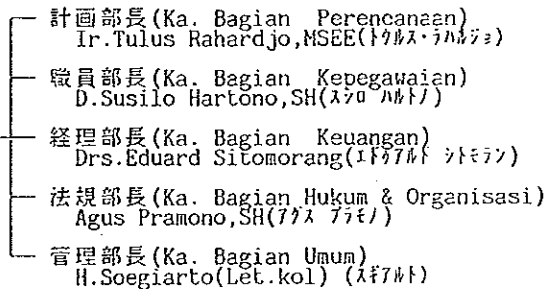 計画部長(Ka. Bagian Perencanaan)
Ir.Tulus Rahardjo,MSEE(ﾄｳﾙｽ・ﾗﾊﾙｼﾞｮ)
職員部長(Ka. Bagian Kepegawaian)
D.Susilo Hartono,SH(ｽｼﾛ ﾊﾙﾄﾉ)
経理部長(Ka. Bagian Keuangan)
Drs.Eduard Sitomorang(ｴﾄﾞｩｱﾙﾄ ｼﾄﾓﾗﾝ)
法規部長(Ka. Bagian Hukum & Organisasi)
Agus Pramono,SH(ｱｸﾞｽ ﾌﾟﾗﾓﾉ)
管理部長(Ka. Bagian Umum)
H.Soegiarto(Let.kol) (ｽｷﾞｱﾙﾄ)